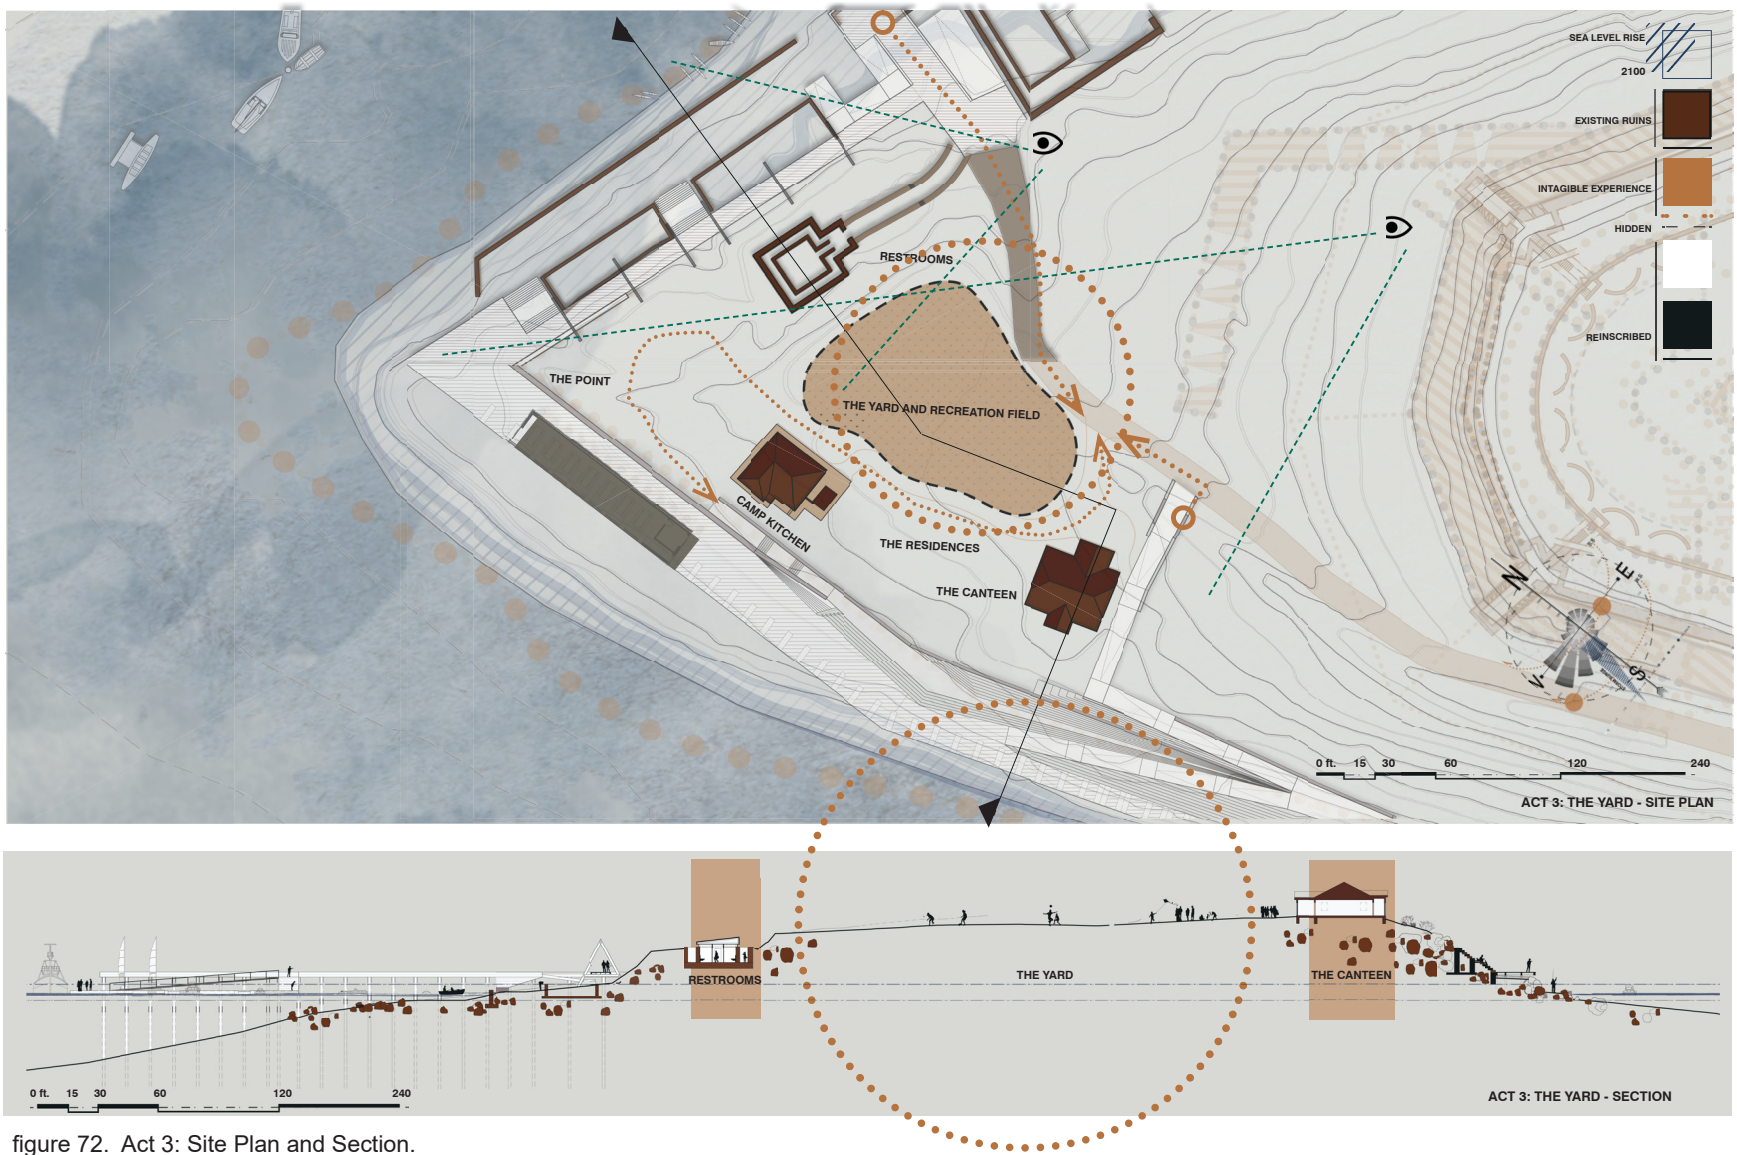 SEA LEVEL RISE
2100
EXISTING RUINS
INTAGIBLE EXPERIENCE
HIDDEN
REINSCRIBED
RESTROOMS
THE POINT
THE YARD AND RECREATION FIELD
CAMP KITCHEN
THE RESIDENCES
THE CANTEEN
N
E
S
0 ft. 15 30 60 120 240
ACT 3: THE YARD - SITE PLAN
RESTROOMS
THE YARD
THE CANTEEN
0 ft. 15 30 60 120 240
ACT 3: THE YARD - SECTION
figure 72. Act 3: Site Plan and Section.